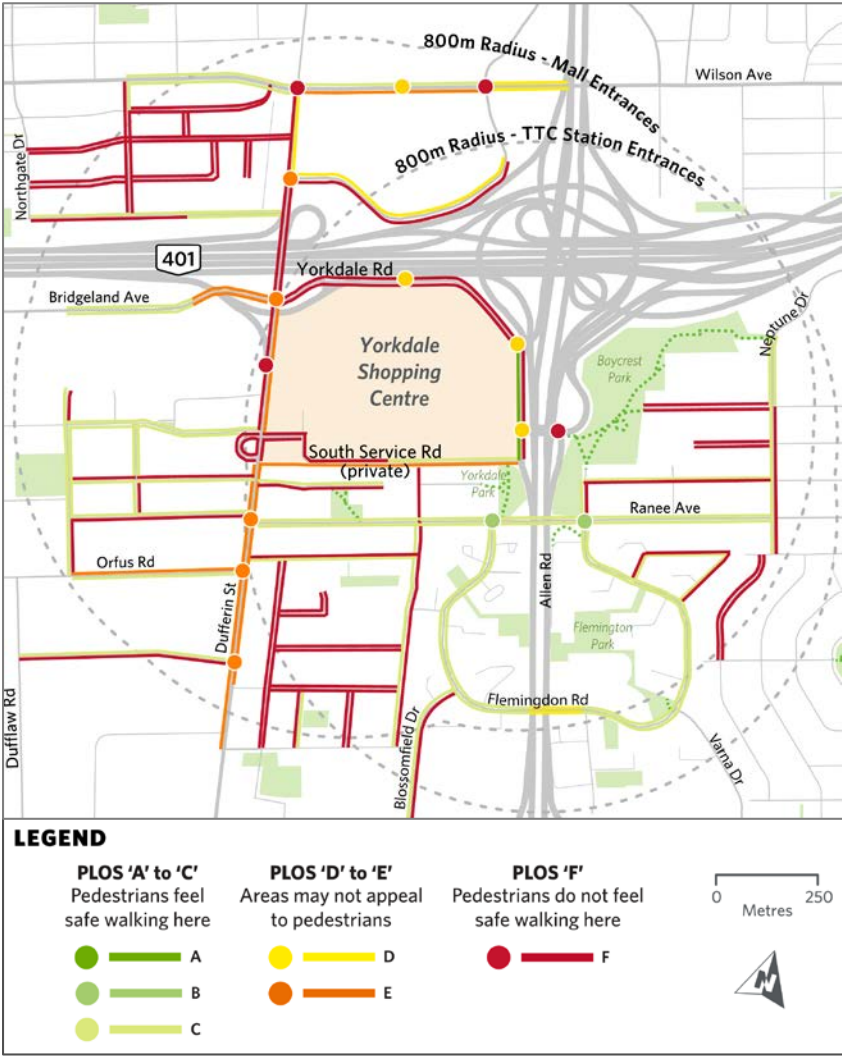 800m Radius - Mall Entrances
Wilson Ave
800m Radius - TTC Station Entrances
Northgate Dr
401
Yorkdale Rd
Bridgeland Ave
Neptune Dr
Yorkdale
Shopping
Centre
Baycrest
Park
South Service Rd
(private)
Yorkdale
Park
Ranee Ave
Orfus Rd
Dufferin St
Allen Rd
Flemington
Park
Flemingdon Rd
Dufflaw Rd
Blossomfield Dr
Varna Dr
LEGEND
PLOS 'A' to 'C'
Pedestrians feel
safe walking here
A
B
C
PLOS 'D' to 'E'
Areas may not appeal
to pedestrians
D
E
PLOS 'F'
Pedestrians do not feel
safe walking here
F
0 250
Metres
N